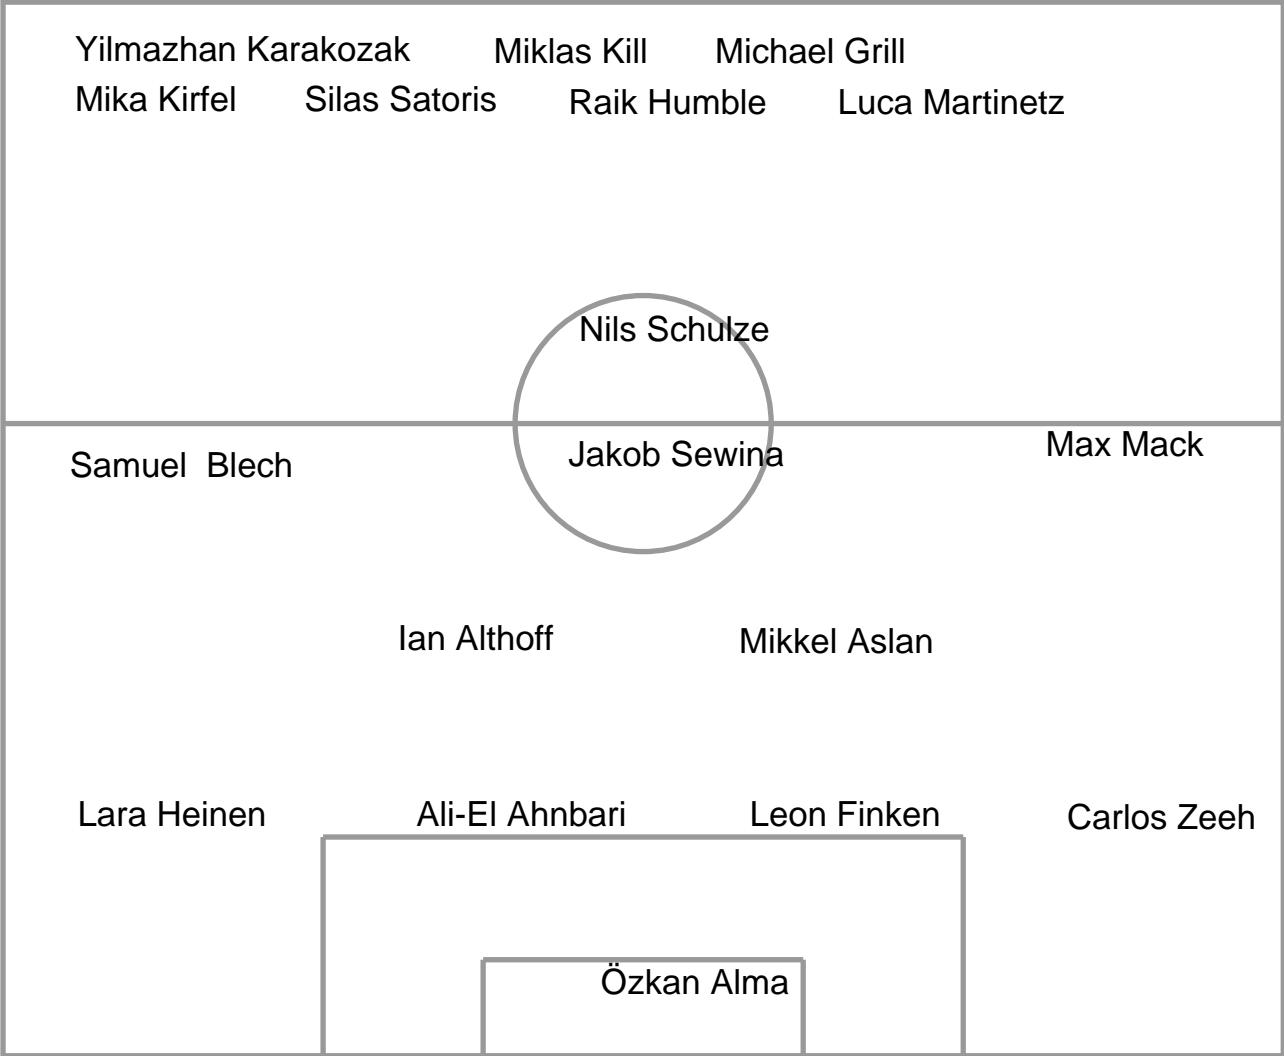 Yilmazhan Karakozak Miklas Kill Michael Grill
Mika Kirfel Silas Satoris Raik Humble Luca Martinetz
Nils Schulze
Samuel Blech Jakob Sewina Max Mack
Ian Althoff Mikkel Aslan
Lara Heinen Ali-El Ahnbari Leon Finken Carlos Zeeh
Özkan Alma